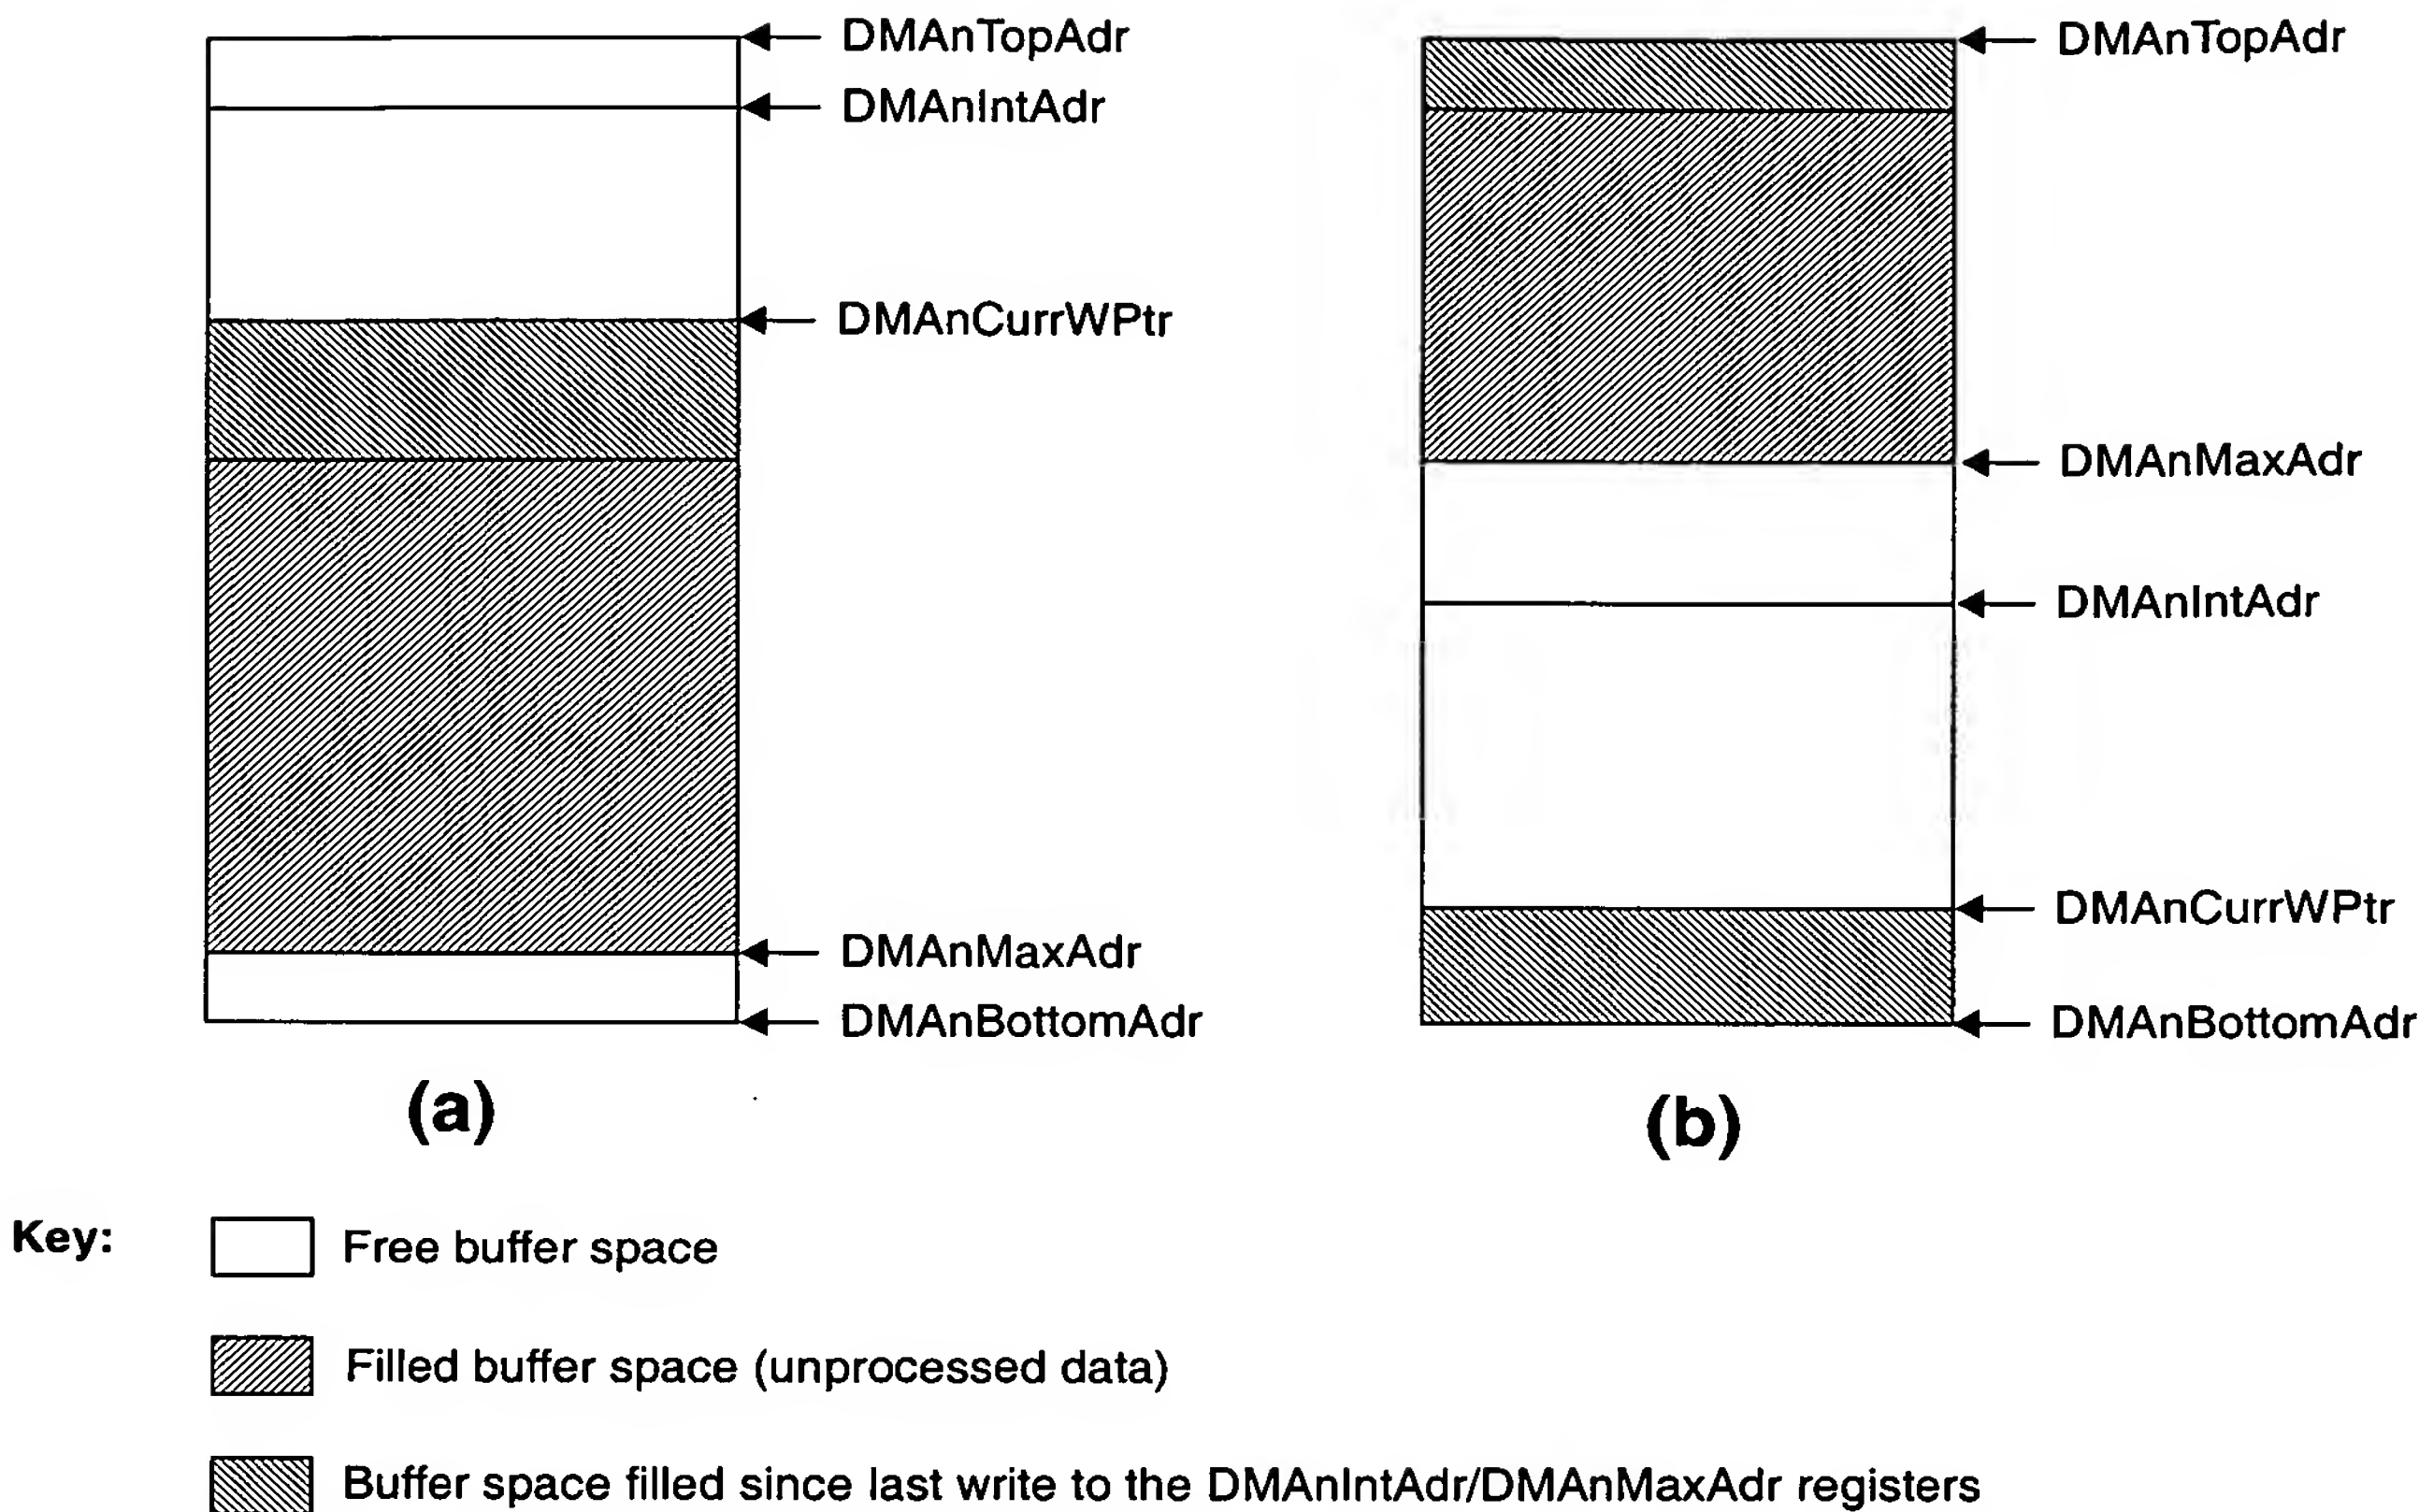 DMAnTopAdr
DMAnIntAdr
DMAnCurrWPtr
DMAnMaxAdr
DMAnBottomAdr
(a)
DMAnTopAdr
DMAnMaxAdr
DMAnIntAdr
DMAnCurrWPtr
DMAnBottomAdr
(b)
Key:
Free buffer space
Filled buffer space (unprocessed data)
Buffer space filled since last write to the DMAnIntAdr/DMAnMaxAdr registers